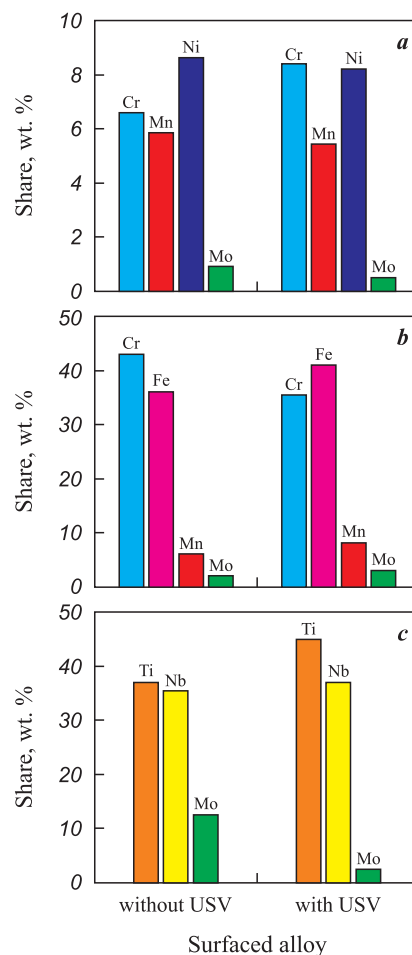 a
Share, wt. %
10
8
6
4
2
0
Cr
Mn
Ni
Mo
Cr
Mn
Ni
Mo
b
Share, wt. %
50
40
30
20
10
0
Cr
Fe
Mn
Mo
Cr
Fe
Mn
Mo
c
Share, wt. %
50
40
30
20
10
0
Ti
Nb
Mo
Ti
Nb
Mo
without USV with USV
Surfaced alloy